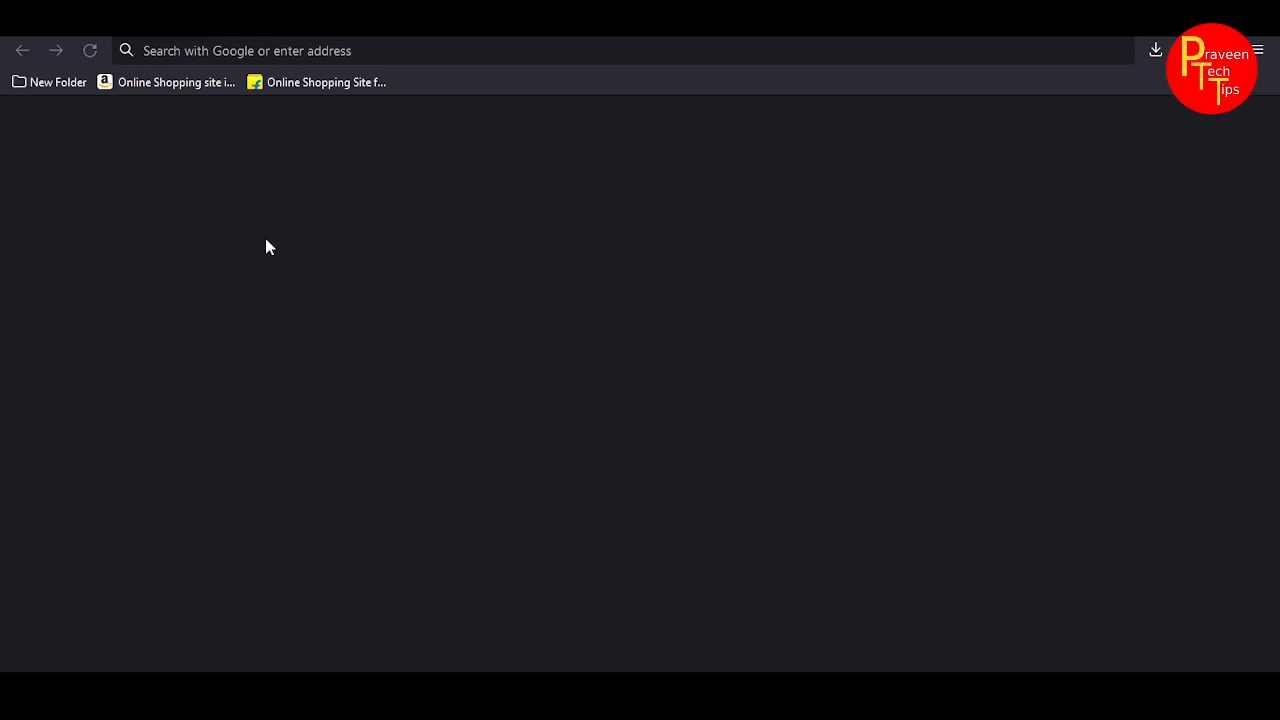 Search with Google or enter address
New Folder
Online Shopping site i...
Online Shopping Site f...
Praveen
Tech
Tips